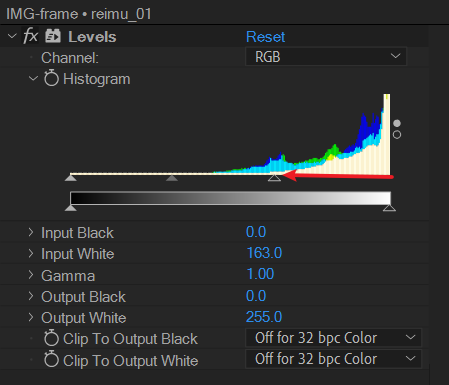 IMG-frame • reimu_01
fx Levels Reset
Channel: RGB
Histogram
Input Black 0.0
Input White 163.0
Gamma 1.00
Output Black 0.0
Output White 255.0
Clip To Output Black Off for 32 bpc Color
Clip To Output White Off for 32 bpc Color